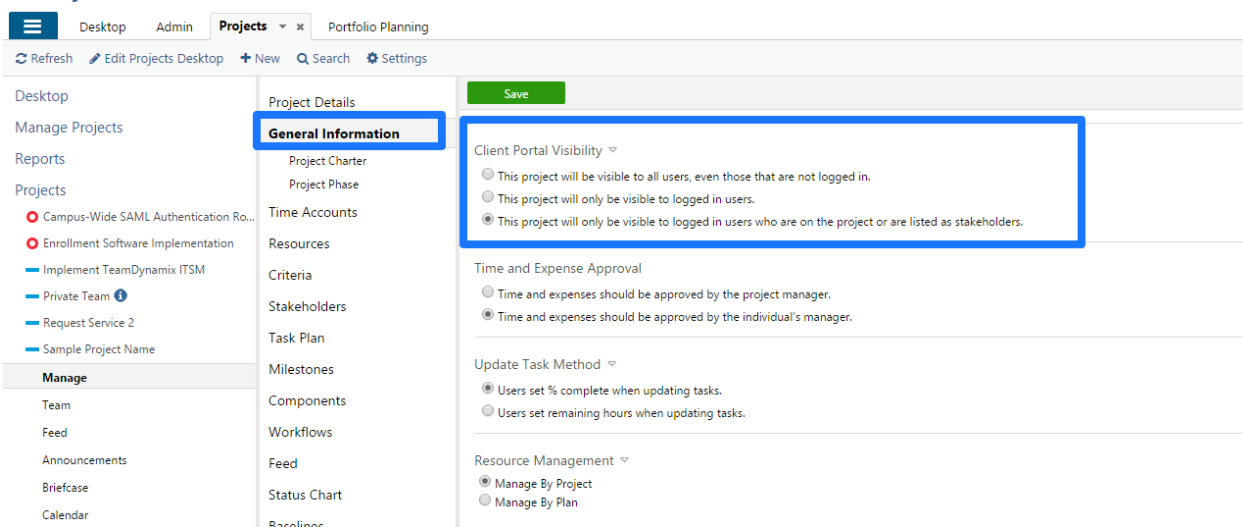 Desktop Admin Projects Portfolio Planning
Refresh Edit Projects Desktop New Search Settings
Desktop
Manage Projects
Reports
Projects
Campus-Wide SAML Authentication Ro...
Enrollment Software Implementation
Implement TeamDynamix ITSM
Private Team
Request Service 2
Sample Project Name
Manage
Team
Feed
Announcements
Briefcase
Calendar
Project Details
General Information
Project Charter
Project Phase
Time Accounts
Resources
Criteria
Stakeholders
Task Plan
Milestones
Components
Workflows
Feed
Status Chart
Baselines
Save
Client Portal Visibility
This project will be visible to all users, even those that are not logged in.
This project will only be visible to logged in users.
This project will only be visible to logged in users who are on the project or are listed as stakeholders.
Time and Expense Approval
Time and expenses should be approved by the project manager.
Time and expenses should be approved by the individual's manager.
Update Task Method
Users set % complete when updating tasks.
Users set remaining hours when updating tasks.
Resource Management
Manage By Project
Manage By Plan